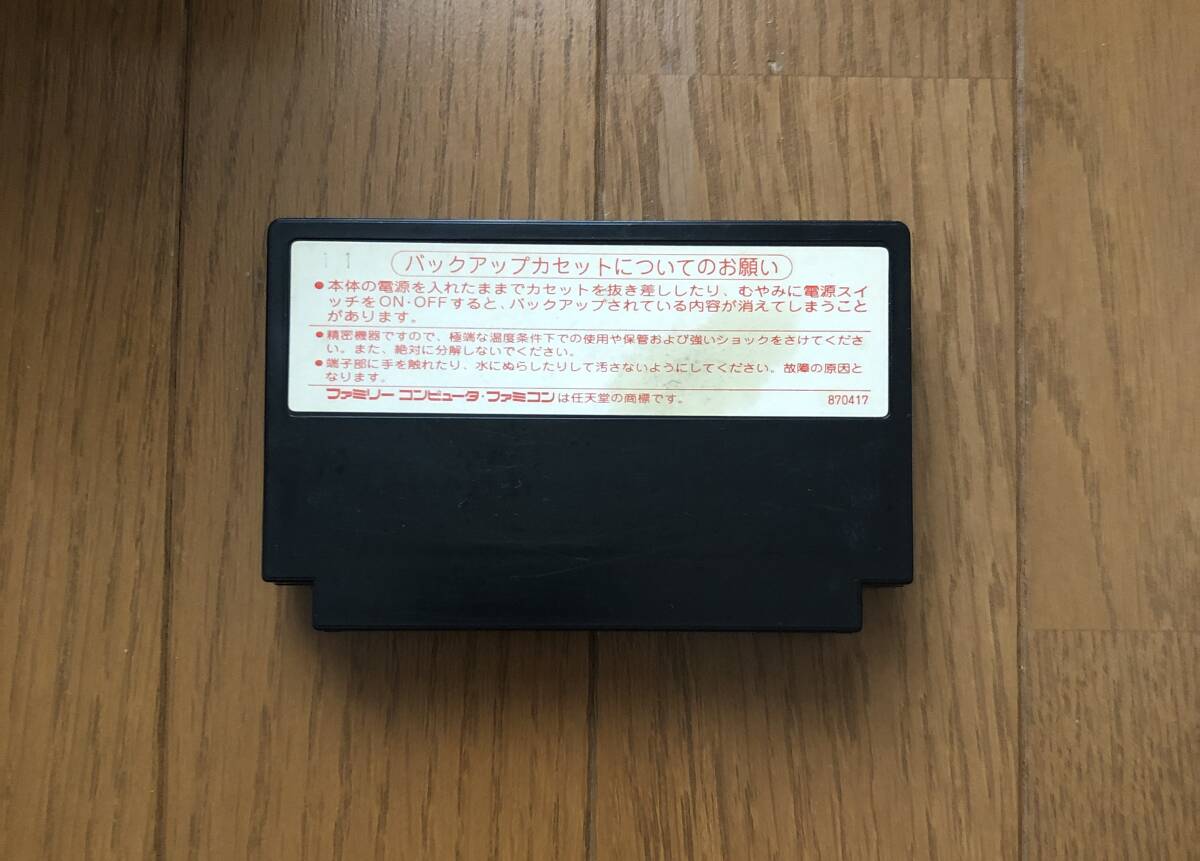 11
バックアップカセットについてのお願い
●本体の電源を入れたままでカセットを抜き差ししたり、むやみに電源スイ
ッチをON・OFFすると、バックアップされている内容が消えてしまうこと
があります。
●精密機器ですので、極端な温度条件下での使用や保管および強いショックをさけてくださ
い。また、絶対に分解しないでください。
●端子部に手を触れたり、水にぬらしたりして汚さないようにしてください。故障の原因と
なります。
ファミリーコンピュータ・ファミコンは任天堂の商標です。 870417